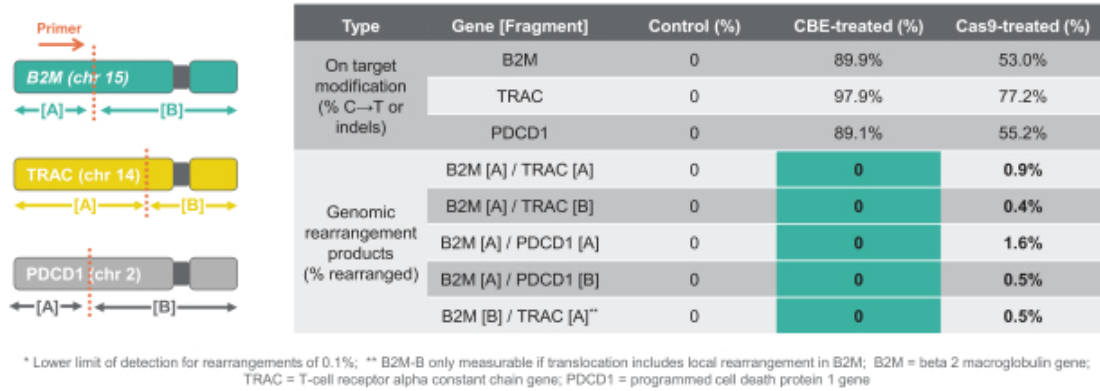 Primer
B2M (chr 15)
[A] [B]
TRAC (chr 14)
[A] [B]
PDCD1 (chr 2)
[A] [B]
Type Gene [Fragment] Control (%) CBE-treated (%) Cas9-treated (%)
On target
modification
(% C→T or
indels)
B2M 0 89.9% 53.0%
TRAC 0 97.9% 77.2%
PDCD1 0 89.1% 55.2%
Genomic
rearrangement
products
(% rearranged)
B2M [A] / TRAC [A] 0 0 0.9%
B2M [A] / TRAC [B] 0 0 0.4%
B2M [A] / PDCD1 [A] 0 0 1.6%
B2M [A] / PDCD1 [B] 0 0 0.5%
B2M [B] / TRAC [A]** 0 0 0.5%
* Lower limit of detection for rearrangements of 0.1%; ** B2M-B only measurable if translocation includes local rearrangement in B2M; B2M = beta 2 macroglobulin gene;
TRAC = T-cell receptor alpha constant chain gene; PDCD1 = programmed cell death protein 1 gene